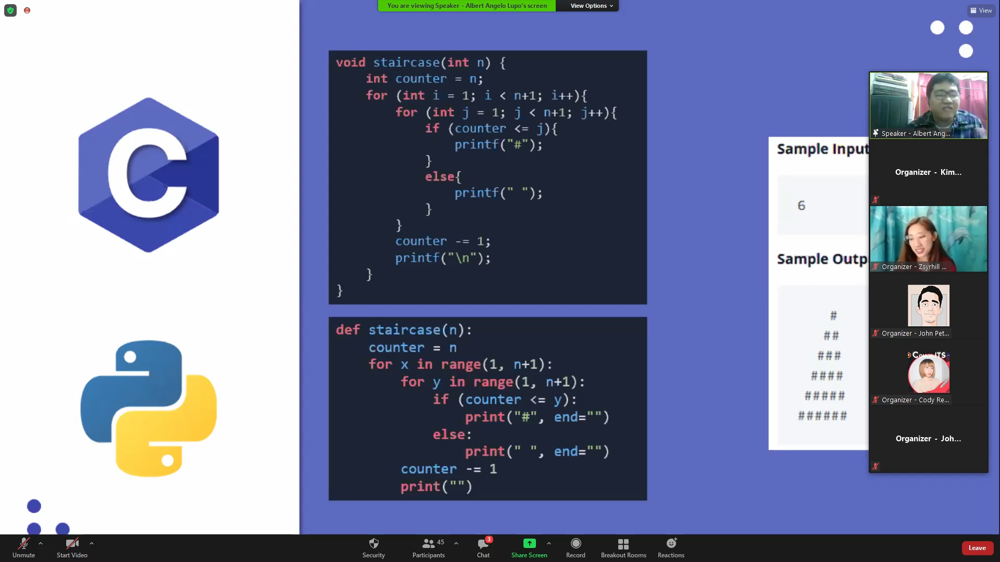 You are viewing Speaker - Albert Angelo Lupo's screen
View Options
View
C
void staircase(int n) {
    int counter = n;
    for (int i = 1; i < n+1; i++){
        for (int j = 1; j < n+1; j++){
            if (counter <= j){
                printf("#");
            }
            else{
                printf(" ");
            }
        }
        counter -= 1;
        printf("\n");
    }
}
def staircase(n):
    counter = n
    for x in range(1, n+1):
        for y in range(1, n+1):
            if (counter <= y):
                print("#", end="")
            else:
                print(" ", end="")
        counter -= 1
        print("")
Sample Input
6
Sample Outp
     #
    ##
   ###
  ####
 #####
######
Speaker - Albert Ang...
Organizer - Kim...
Organizer - Zsyrhill ...
Organizer - John Pet...
Organizer - Cody Re...
Organizer - Joh...
Unmute
Start Video
Security
45
Participants
3
Chat
Share Screen
Record
Breakout Rooms
Reactions
Leave